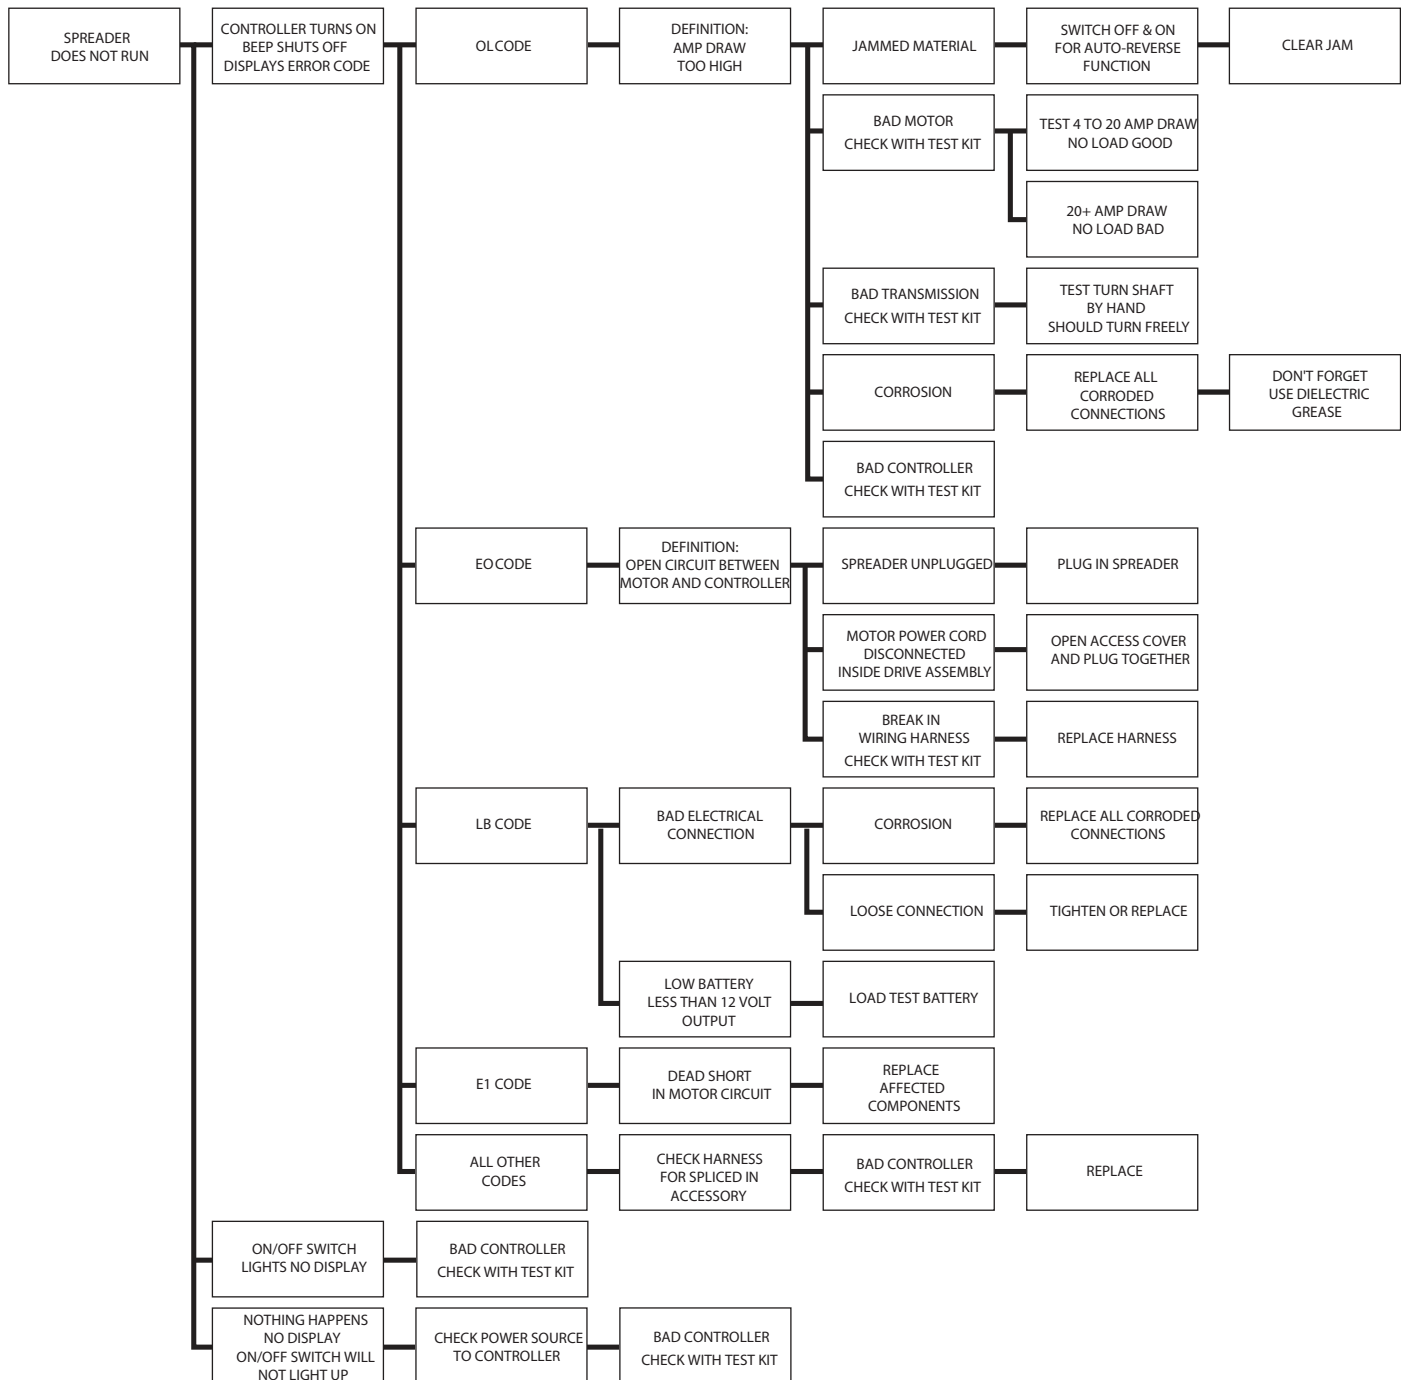 SPREADER
DOES NOT RUN
CONTROLLER TURNS ON
BEEP SHUTS OFF
DISPLAYS ERROR CODE
OL CODE
DEFINITION:
AMP DRAW
TOO HIGH
JAMMED MATERIAL
SWITCH OFF & ON
FOR AUTO-REVERSE
FUNCTION
CLEAR JAM
BAD MOTOR
CHECK WITH TEST KIT
TEST 4 TO 20 AMP DRAW
NO LOAD GOOD
20+ AMP DRAW
NO LOAD BAD
BAD TRANSMISSION
CHECK WITH TEST KIT
TEST TURN SHAFT
BY HAND
SHOULD TURN FREELY
CORROSION
REPLACE ALL
CORRODED
CONNECTIONS
DON'T FORGET
USE DIELECTRIC
GREASE
BAD CONTROLLER
CHECK WITH TEST KIT
EO CODE
DEFINITION:
OPEN CIRCUIT BETWEEN
MOTOR AND CONTROLLER
SPREADER UNPLUGGED
PLUG IN SPREADER
MOTOR POWER CORD
DISCONNECTED
INSIDE DRIVE ASSEMBLY
OPEN ACCESS COVER
AND PLUG TOGETHER
BREAK IN
WIRING HARNESS
CHECK WITH TEST KIT
REPLACE HARNESS
LB CODE
BAD ELECTRICAL
CONNECTION
CORROSION
REPLACE ALL CORRODED
CONNECTIONS
LOOSE CONNECTION
TIGHTEN OR REPLACE
LOW BATTERY
LESS THAN 12 VOLT
OUTPUT
LOAD TEST BATTERY
E1 CODE
DEAD SHORT
IN MOTOR CIRCUIT
REPLACE
AFFECTED
COMPONENTS
ALL OTHER
CODES
CHECK HARNESS
FOR SPLICED IN
ACCESSORY
BAD CONTROLLER
CHECK WITH TEST KIT
REPLACE
ON/OFF SWITCH
LIGHTS NO DISPLAY
BAD CONTROLLER
CHECK WITH TEST KIT
NOTHING HAPPENS
NO DISPLAY
ON/OFF SWITCH WILL
NOT LIGHT UP
CHECK POWER SOURCE
TO CONTROLLER
BAD CONTROLLER
CHECK WITH TEST KIT